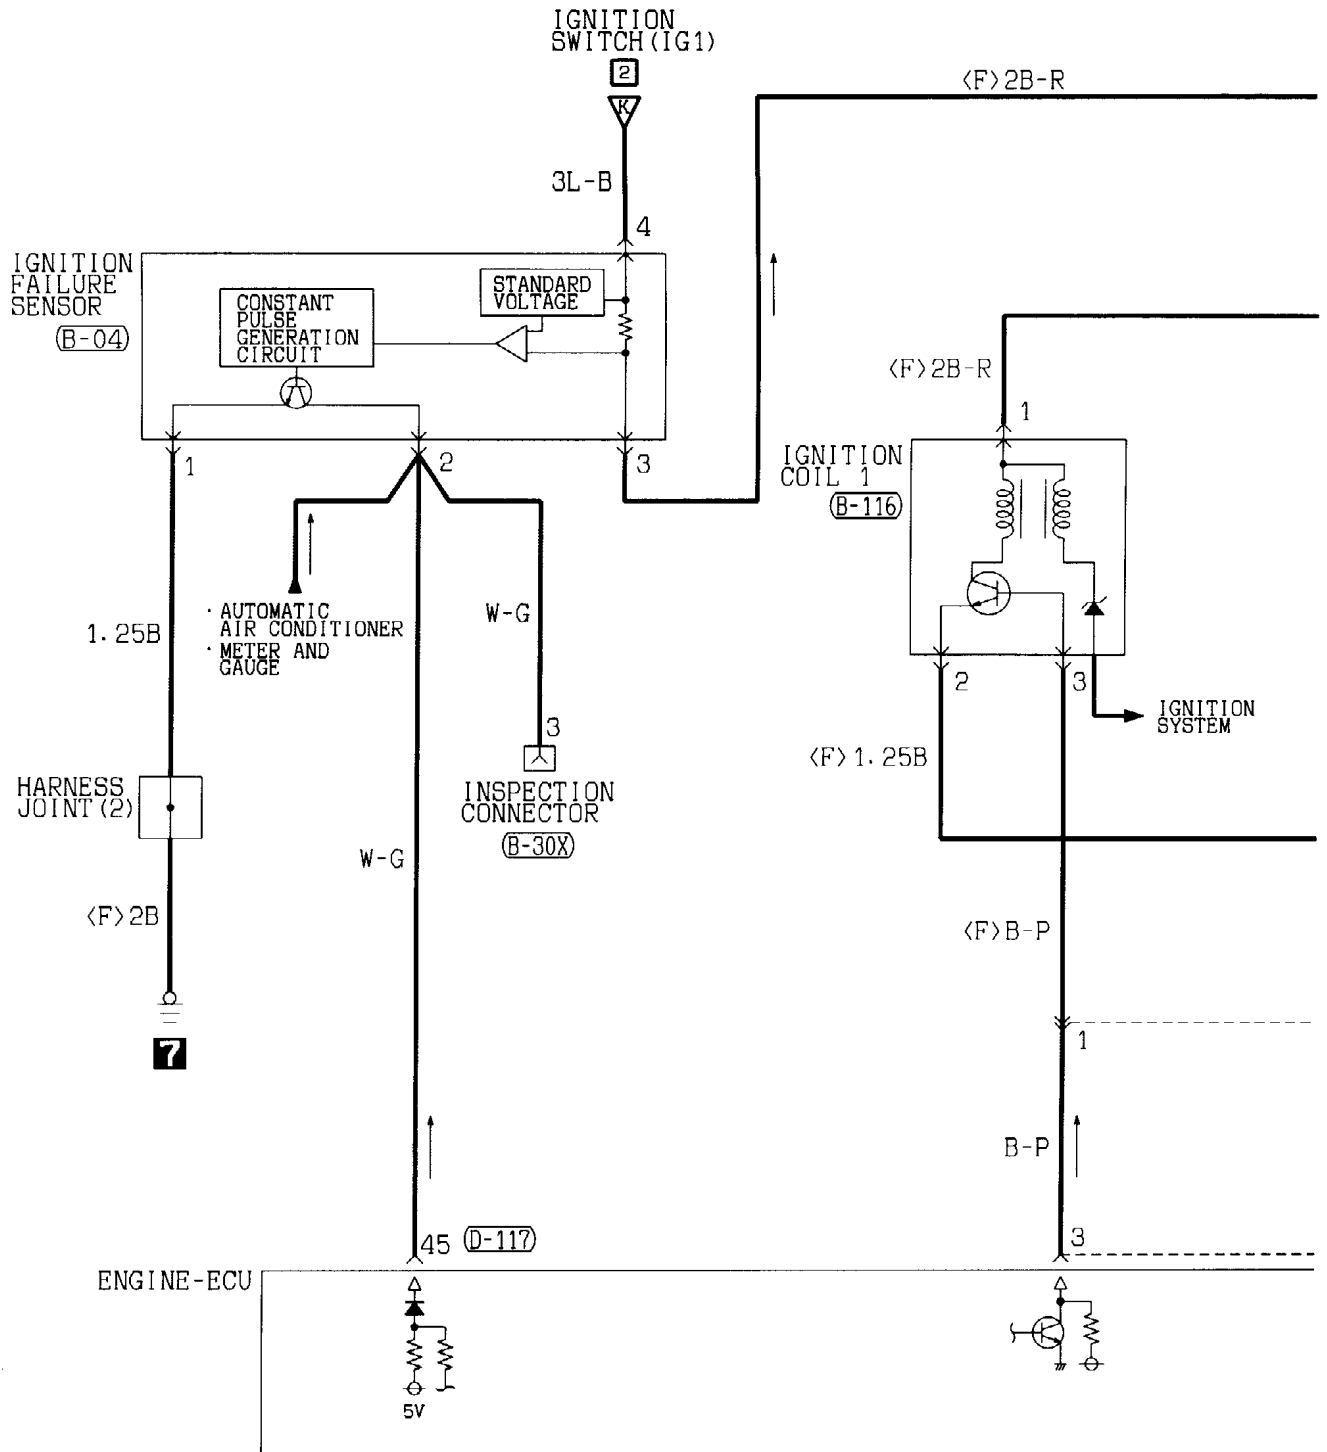 IGNITION
SWITCH(IG1)
2
K
<F>2B-R
3L-B
4
IGNITION
FAILURE
SENSOR
B-04
CONSTANT
PULSE
GENERATION
CIRCUIT
STANDARD
VOLTAGE
<F>2B-R
1
1
2
3
IGNITION
COIL 1
B-116
1.25B
· AUTOMATIC
AIR CONDITIONER
· METER AND
GAUGE
W-G
2
3
IGNITION
SYSTEM
3
<F>1.25B
HARNESS
JOINT(2)
INSPECTION
CONNECTOR
B-30X
W-G
<F>2B
<F>B-P
7
1
B-P
45
D-117
3
ENGINE-ECU
5V